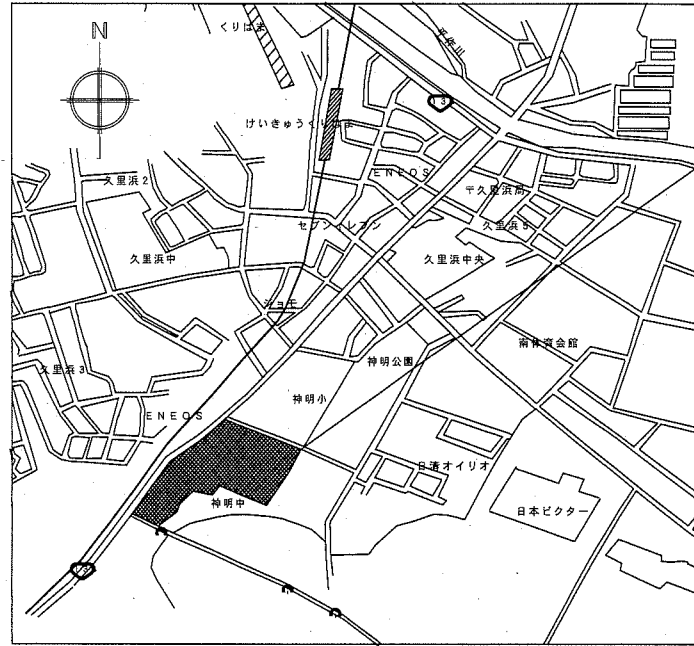 N
くりはま
平作川
けいきゅうくりはま
ENEOS
久里浜2
〒久里浜局
セブンイレブン
久里浜5
久里浜中
久里浜中央
ジョモ
南体育会館
久里浜3
神明公園
神明小
ENEOS
日清オイリオ
神明中
日本ビクター